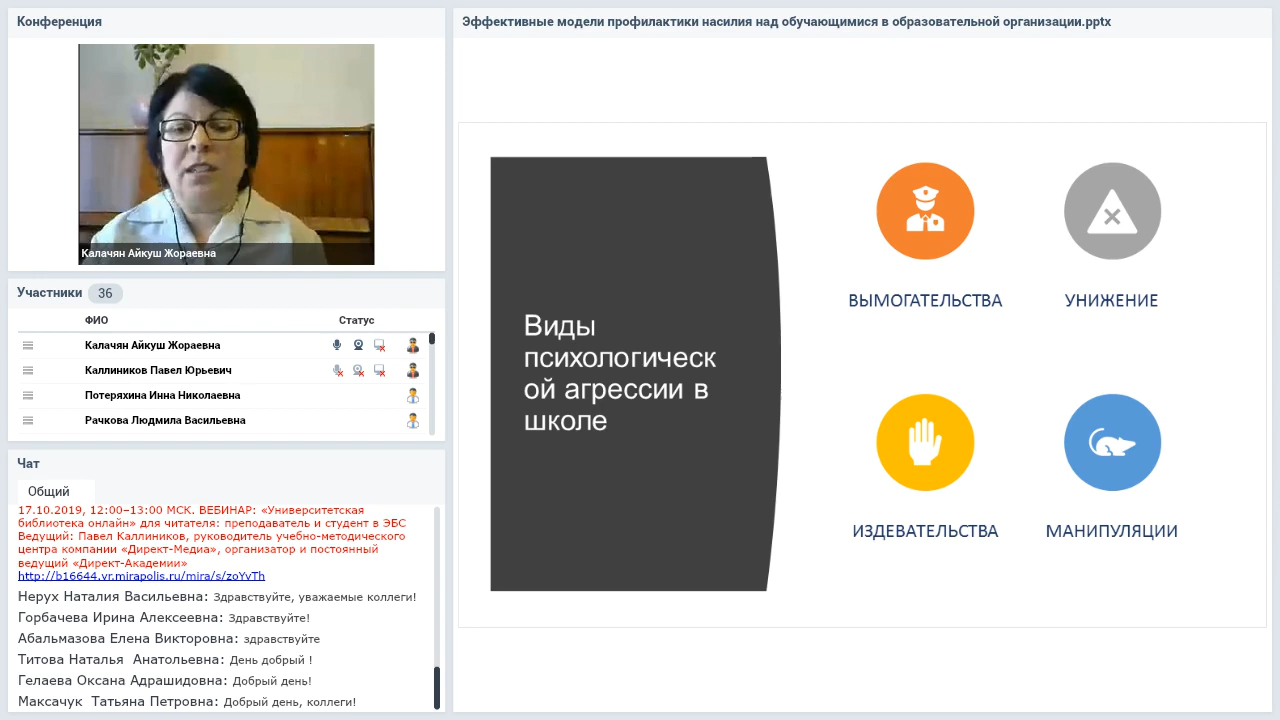 Конференция
Калачян Айкуш Жораевна
Участники 36
ФИО Статус
Калачян Айкуш Жораевна
Каллиников Павел Юрьевич
Потеряхина Инна Николаевна
Рачкова Людмила Васильевна
Чат
Общий
17.10.2019, 12:00–13:00 МСК. ВЕБИНАР: «Университетская
библиотека онлайн» для читателя: преподаватель и студент в ЭБС
Ведущий: Павел Каллиников, руководитель учебно-методического
центра компании «Директ-Медиа», организатор и постоянный
ведущий «Директ-Академии»
http://b16644.vr.mirapolis.ru/mira/s/zoYvTh
Нерух Наталия Васильевна: Здравствуйте, уважаемые коллеги!
Горбачева Ирина Алексеевна: Здравствуйте!
Абальмазова Елена Викторовна: здравствуйте
Титова Наталья  Анатольевна: День добрый !
Гелаева Оксана Адрашидовна: Добрый день!
Максачук  Татьяна Петровна: Добрый день, коллеги!
Эффективные модели профилактики насилия над обучающимися в образовательной организации.pptx
Виды
психологическ
ой агрессии в
школе
ВЫМОГАТЕЛЬСТВА
УНИЖЕНИЕ
ИЗДЕВАТЕЛЬСТВА
МАНИПУЛЯЦИИ